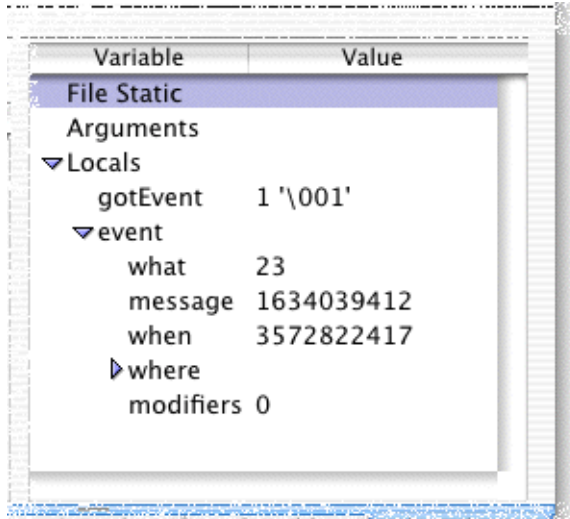 Variable Value
File Static
Arguments
Locals
gotEvent 1 '\001'
event
what 23
message 1634039412
when 3572822417
where
modifiers 0